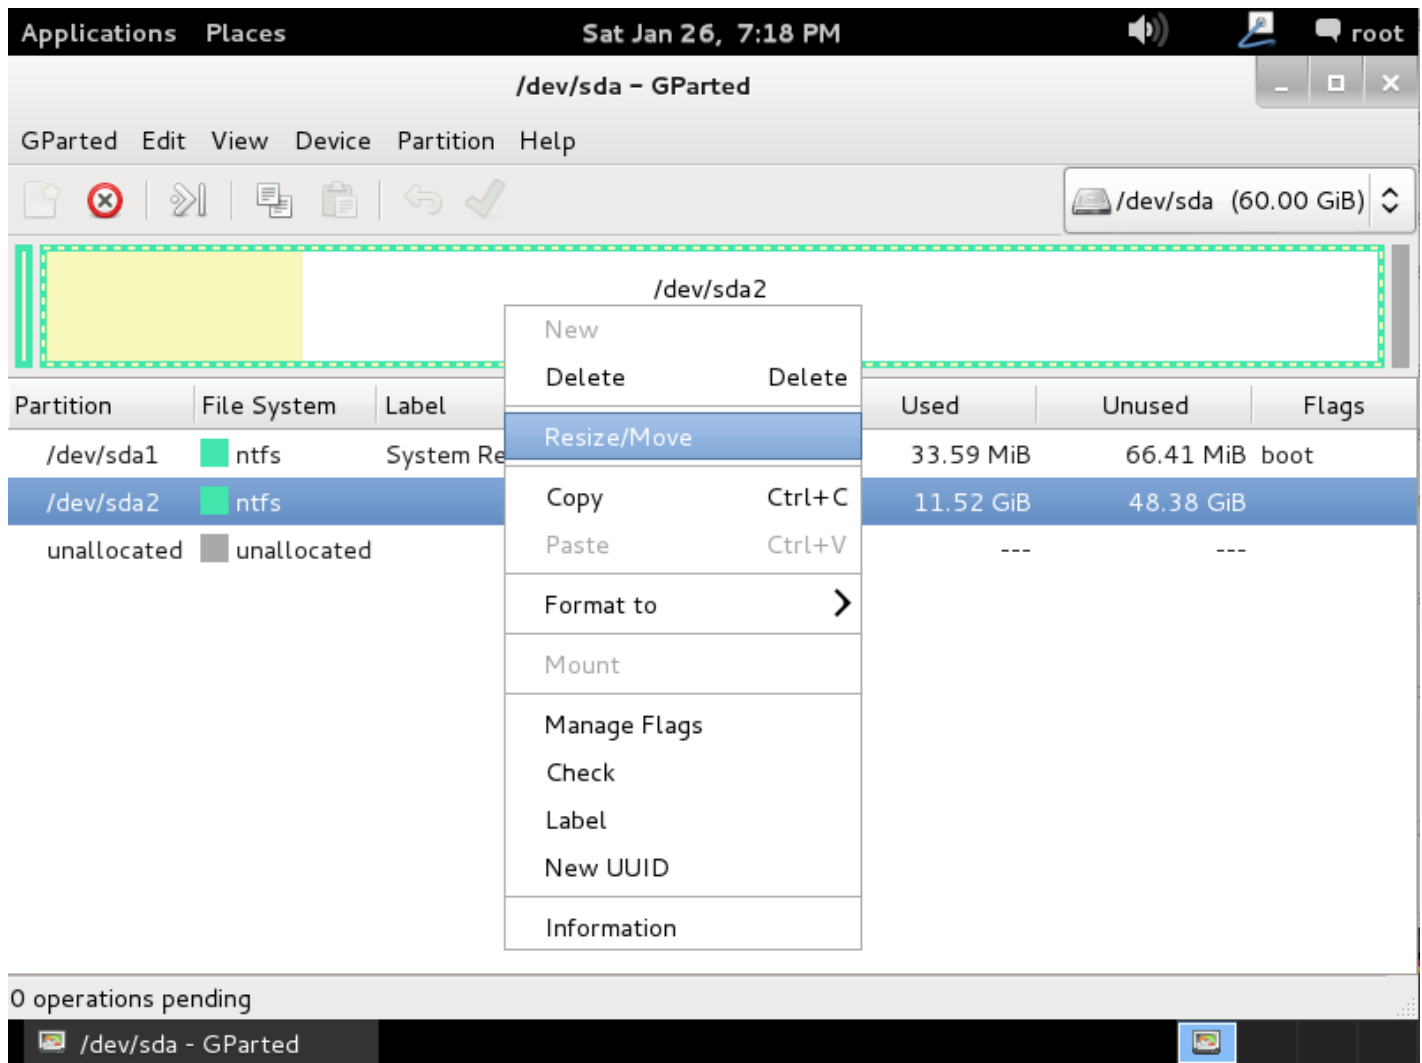 Applications Places Sat Jan 26, 7:18 PM root
/dev/sda - GParted
GParted Edit View Device Partition Help
/dev/sda (60.00 GiB)
/dev/sda2
New
Delete Delete
Partition File System Label Used Unused Flags
Resize/Move
/dev/sda1 ntfs System Re 33.59 MiB 66.41 MiB boot
Copy Ctrl+C
/dev/sda2 ntfs 11.52 GiB 48.38 GiB
Paste Ctrl+V
unallocated unallocated --- ---
Format to
Mount
Manage Flags
Check
Label
New UUID
Information
0 operations pending
/dev/sda - GParted